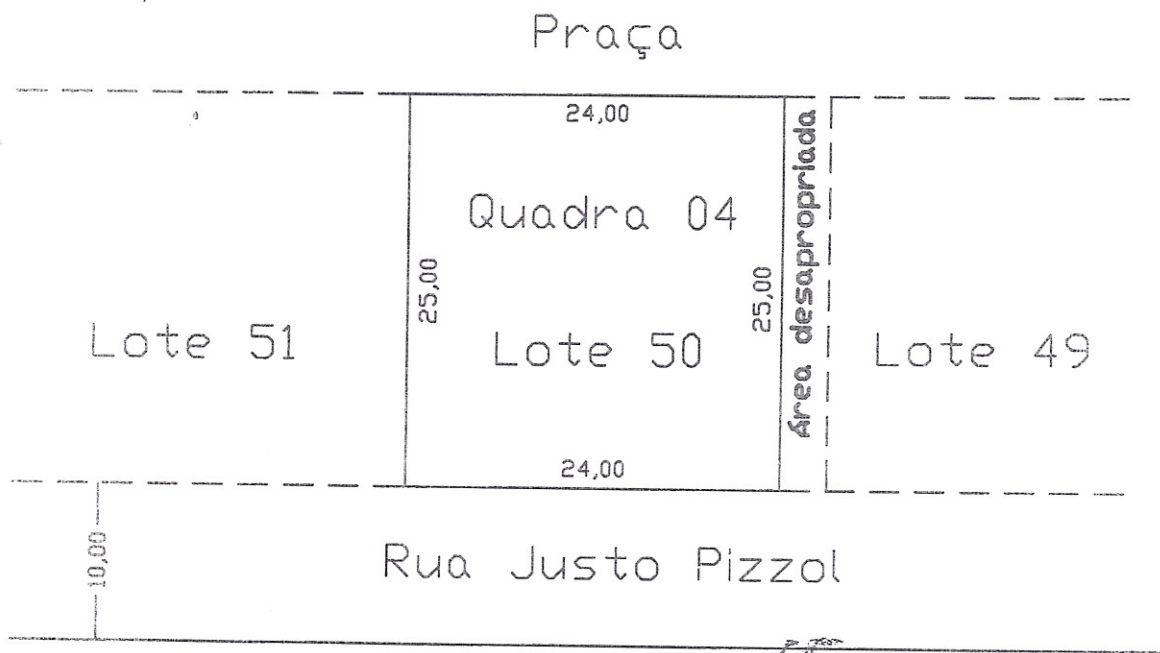 Praça
24,00
Quadra 04
25,00
25,00
Área desapropriada
Lote 51
Lote 50
Lote 49
24,00
10,00
Rua Justo Pizzol